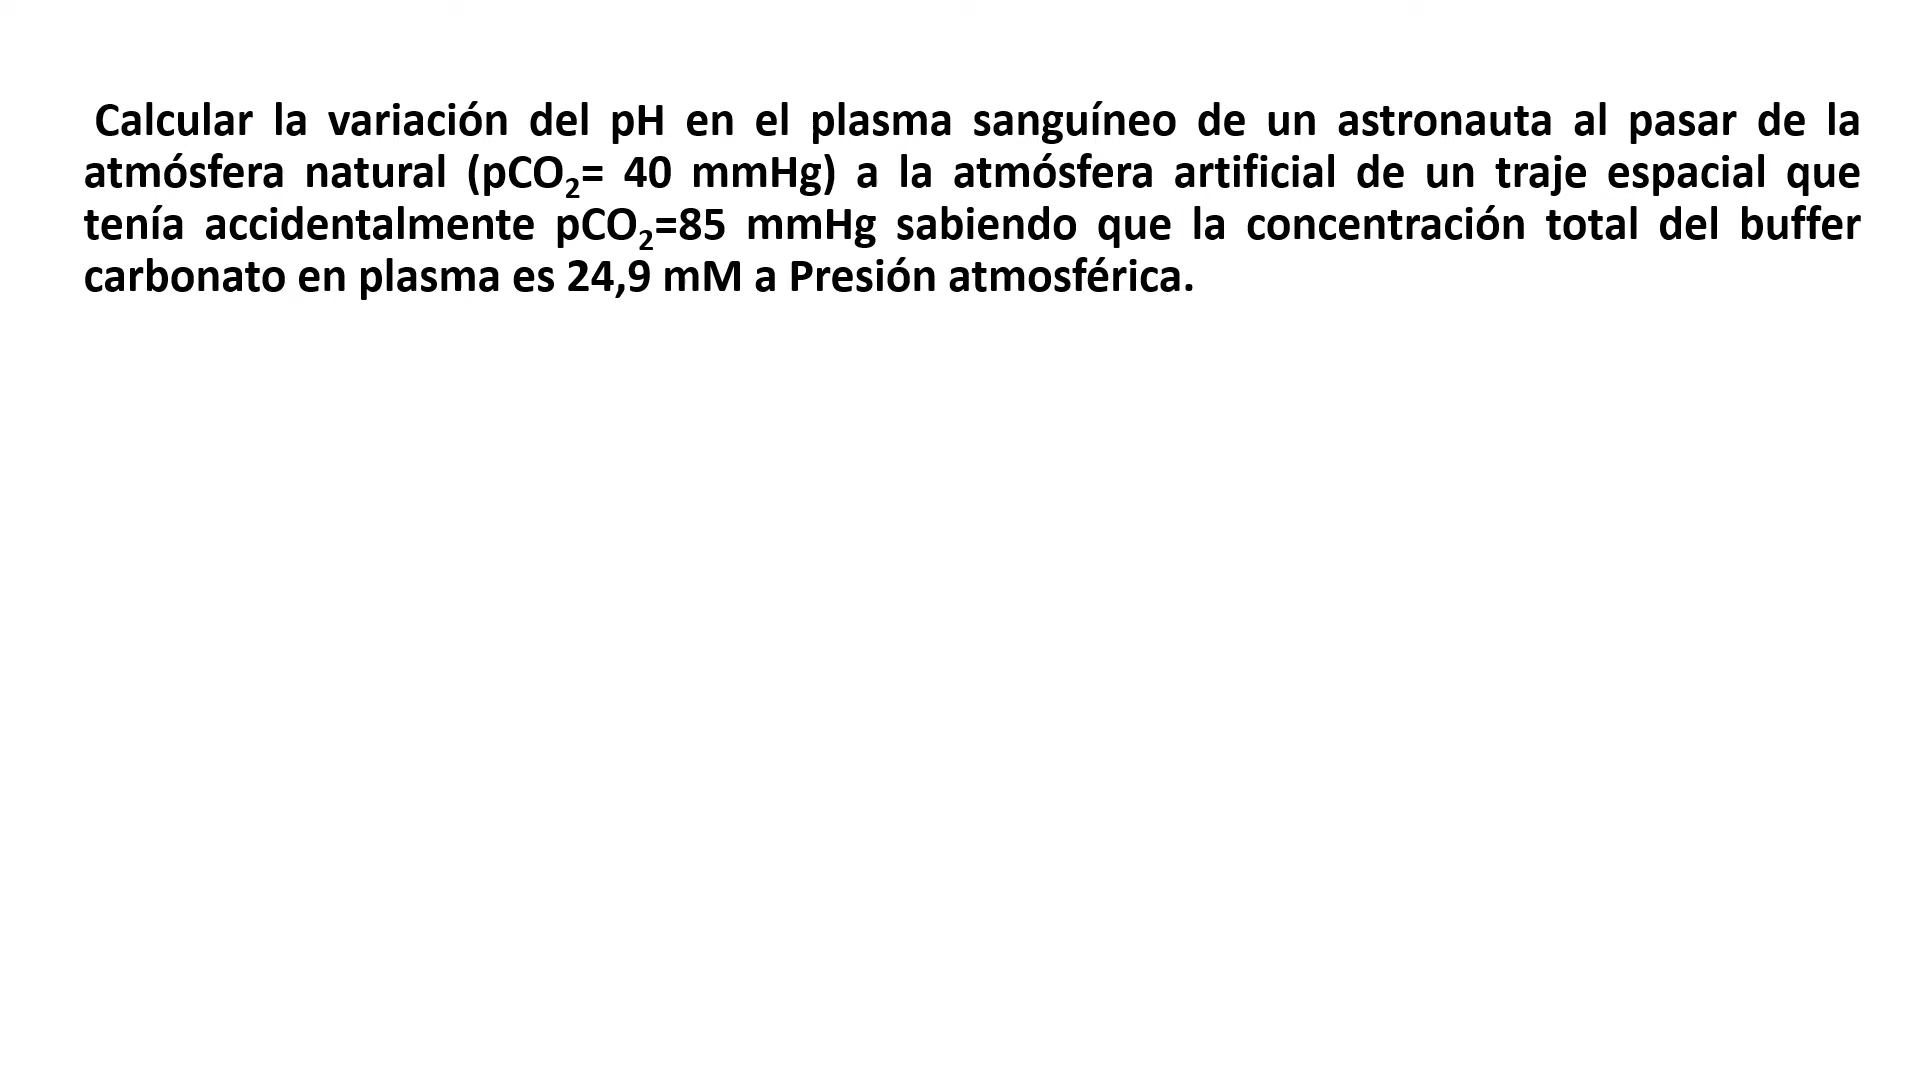 Calcular la variación del pH en el plasma sanguíneo de un astronauta al pasar de la
atmósfera natural (pCO₂= 40 mmHg) a la atmósfera artificial de un traje espacial que
tenía accidentalmente pCO₂=85 mmHg sabiendo que la concentración total del buffer
carbonato en plasma es 24,9 mM a Presión atmosférica.